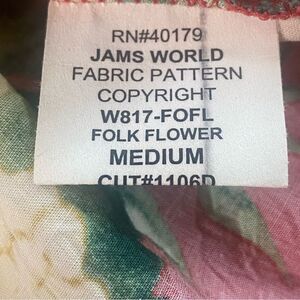 RN#40179
JAMS WORLD
FABRIC PATTERN
COPYRIGHT
W817-FOFL
FOLK FLOWER
MEDIUM
CUT#1106D